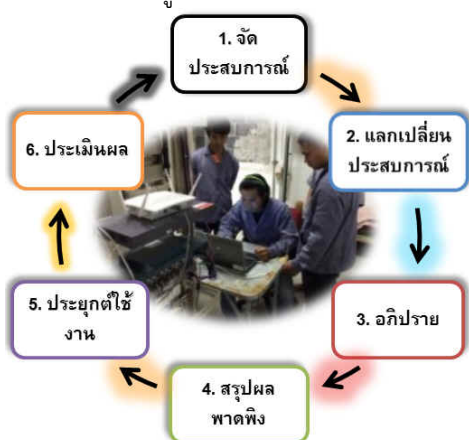 1. จัด
ประสบการณ์
2. แลกเปลี่ยน
ประสบการณ์
3. อภิปราย
4. สรุปผล
พาดพิง
5. ประยุกต์ใช้
งาน
6. ประเมินผล